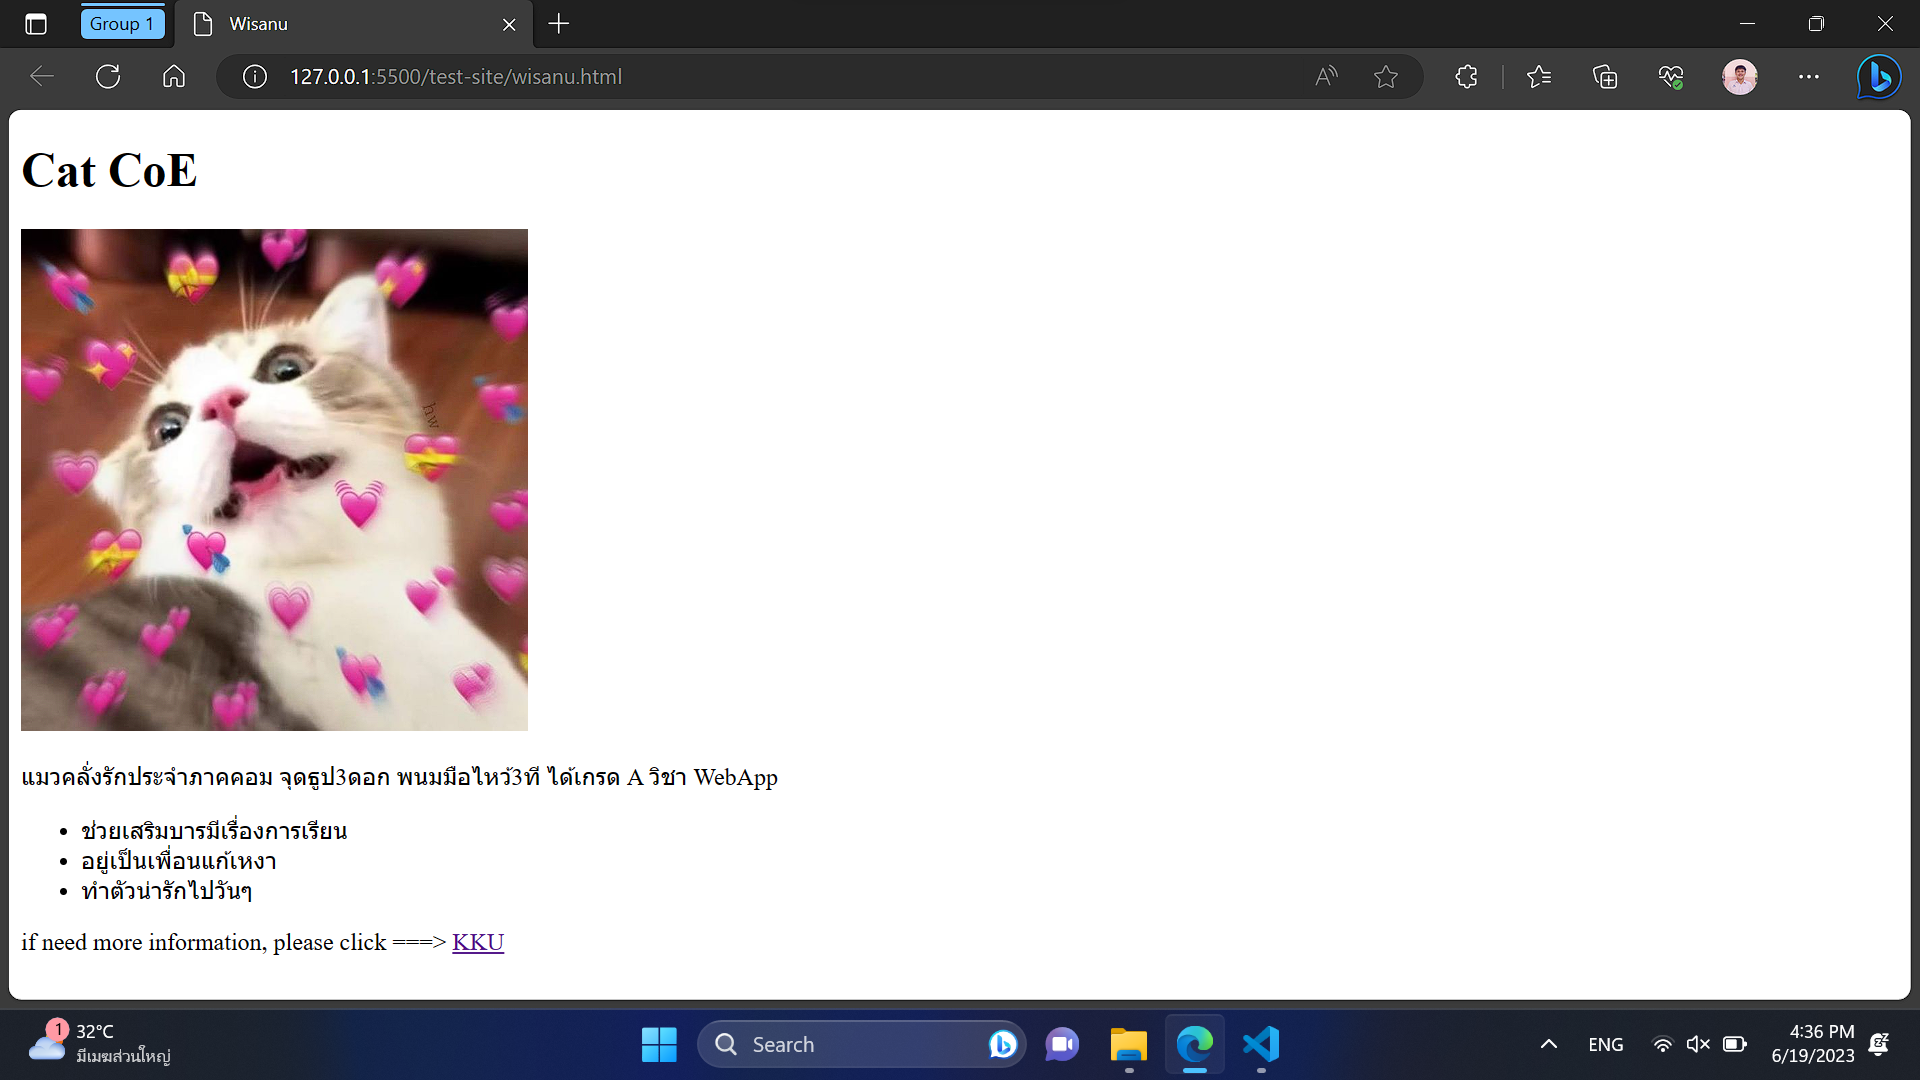 Group 1
Wisanu
127.0.0.1:5500/test-site/wisanu.html
Cat CoE
hw
แมวคลั่งรักประจำภาคคอม จุดธูป3ดอก พนมมือไหว้3ที ได้เกรด A วิชา WebApp
• ช่วยเสริมบารมีเรื่องการเรียน
• อยู่เป็นเพื่อนแก้เหงา
• ทำตัวน่ารักไปวันๆ
if need more information, please click ===> KKU
1
32°C
มีเมฆส่วนใหญ่
Search
ENG
4:36 PM
6/19/2023